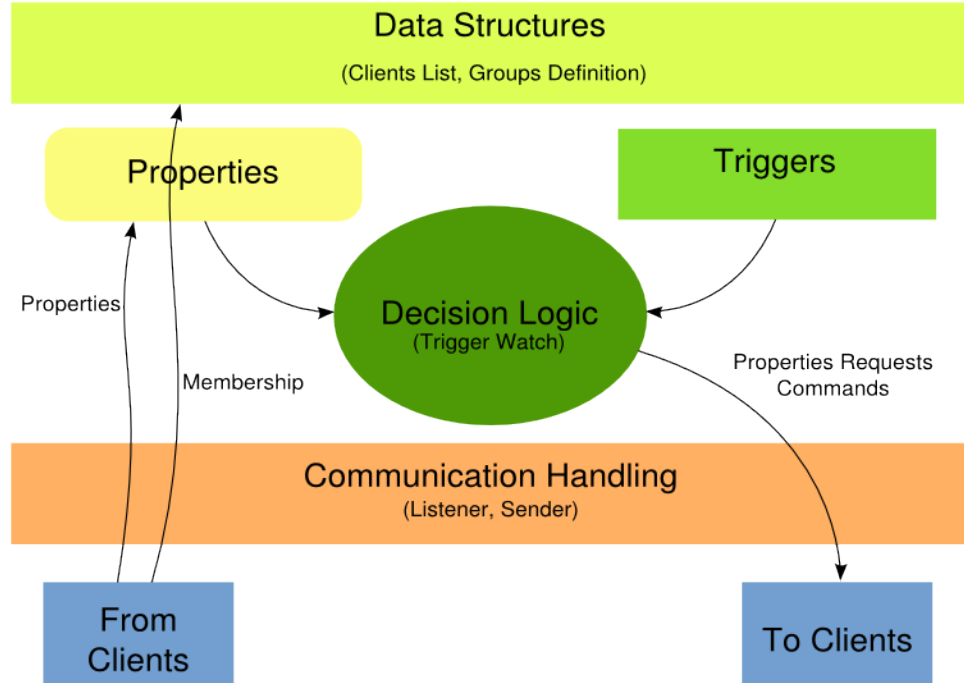 Data Structures
(Clients List, Groups Definition)
Properties
Triggers
Properties
Decision Logic
(Trigger Watch)
Membership
Properties Requests
Commands
Communication Handling
(Listener, Sender)
From
Clients
To Clients